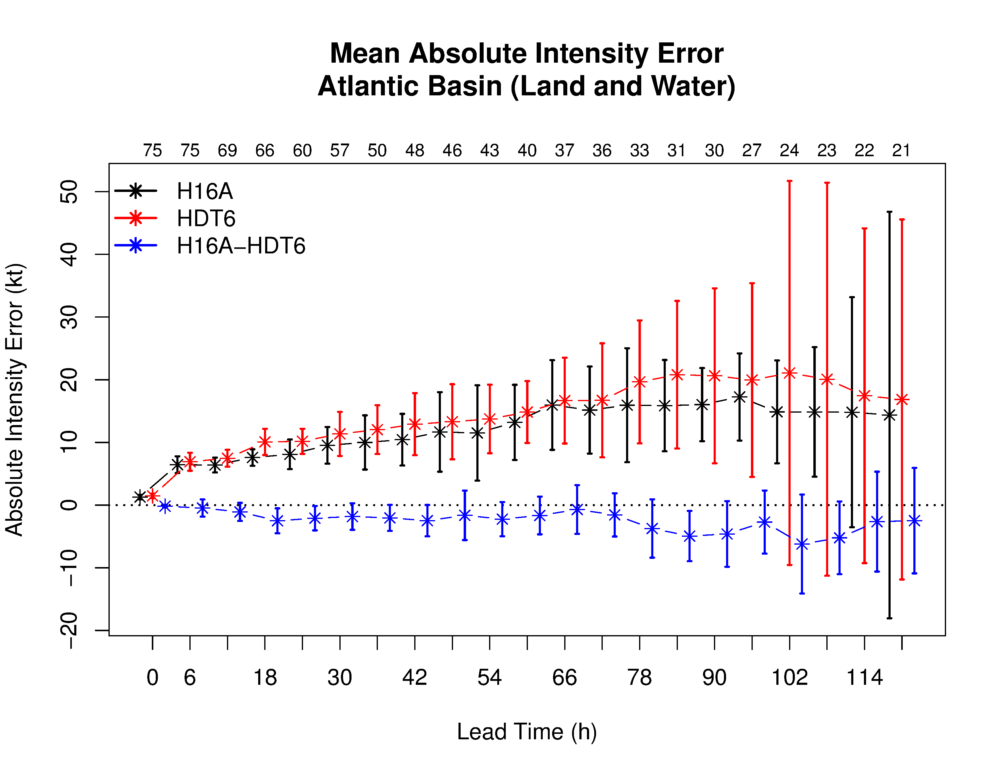 Mean Absolute Intensity Error
Atlantic Basin (Land and Water)
75 75 69 66 60 57 50 48 46 43 40 37 36 33 31 30 27 24 23 22 21
H16A
HDT6
H16A−HDT6
Absolute Intensity Error (kt)
50
40
30
20
10
0
−10
−20
0 6 18 30 42 54 66 78 90 102 114
Lead Time (h)